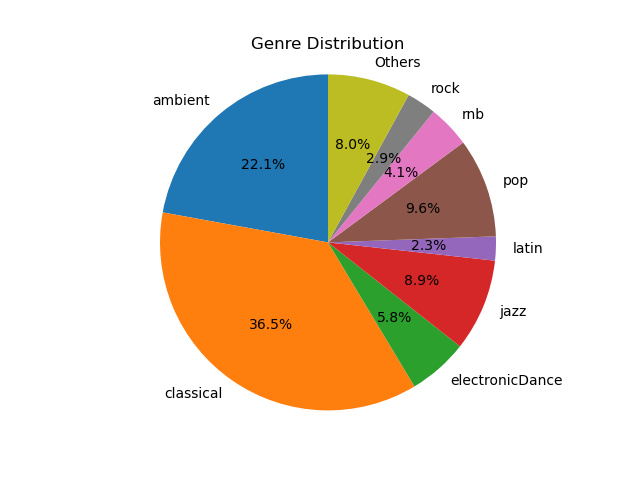 Genre Distribution
Others
rock
rnb
ambient
8.0%
2.9%
22.1%
4.1%
pop
9.6%
2.3%
latin
8.9%
jazz
5.8%
36.5%
electronicDance
classical